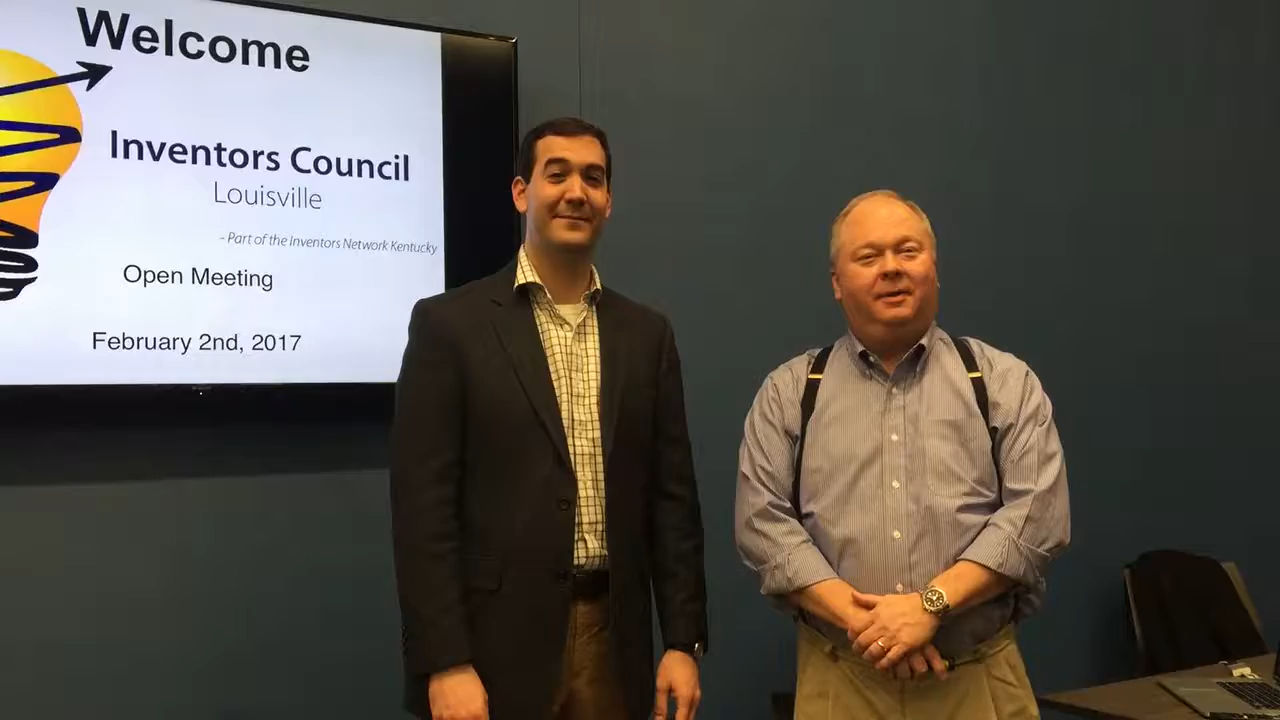 Welcome
Inventors Council
Louisville
- Part of the Inventors Network Kentucky
Open Meeting
February 2nd, 2017